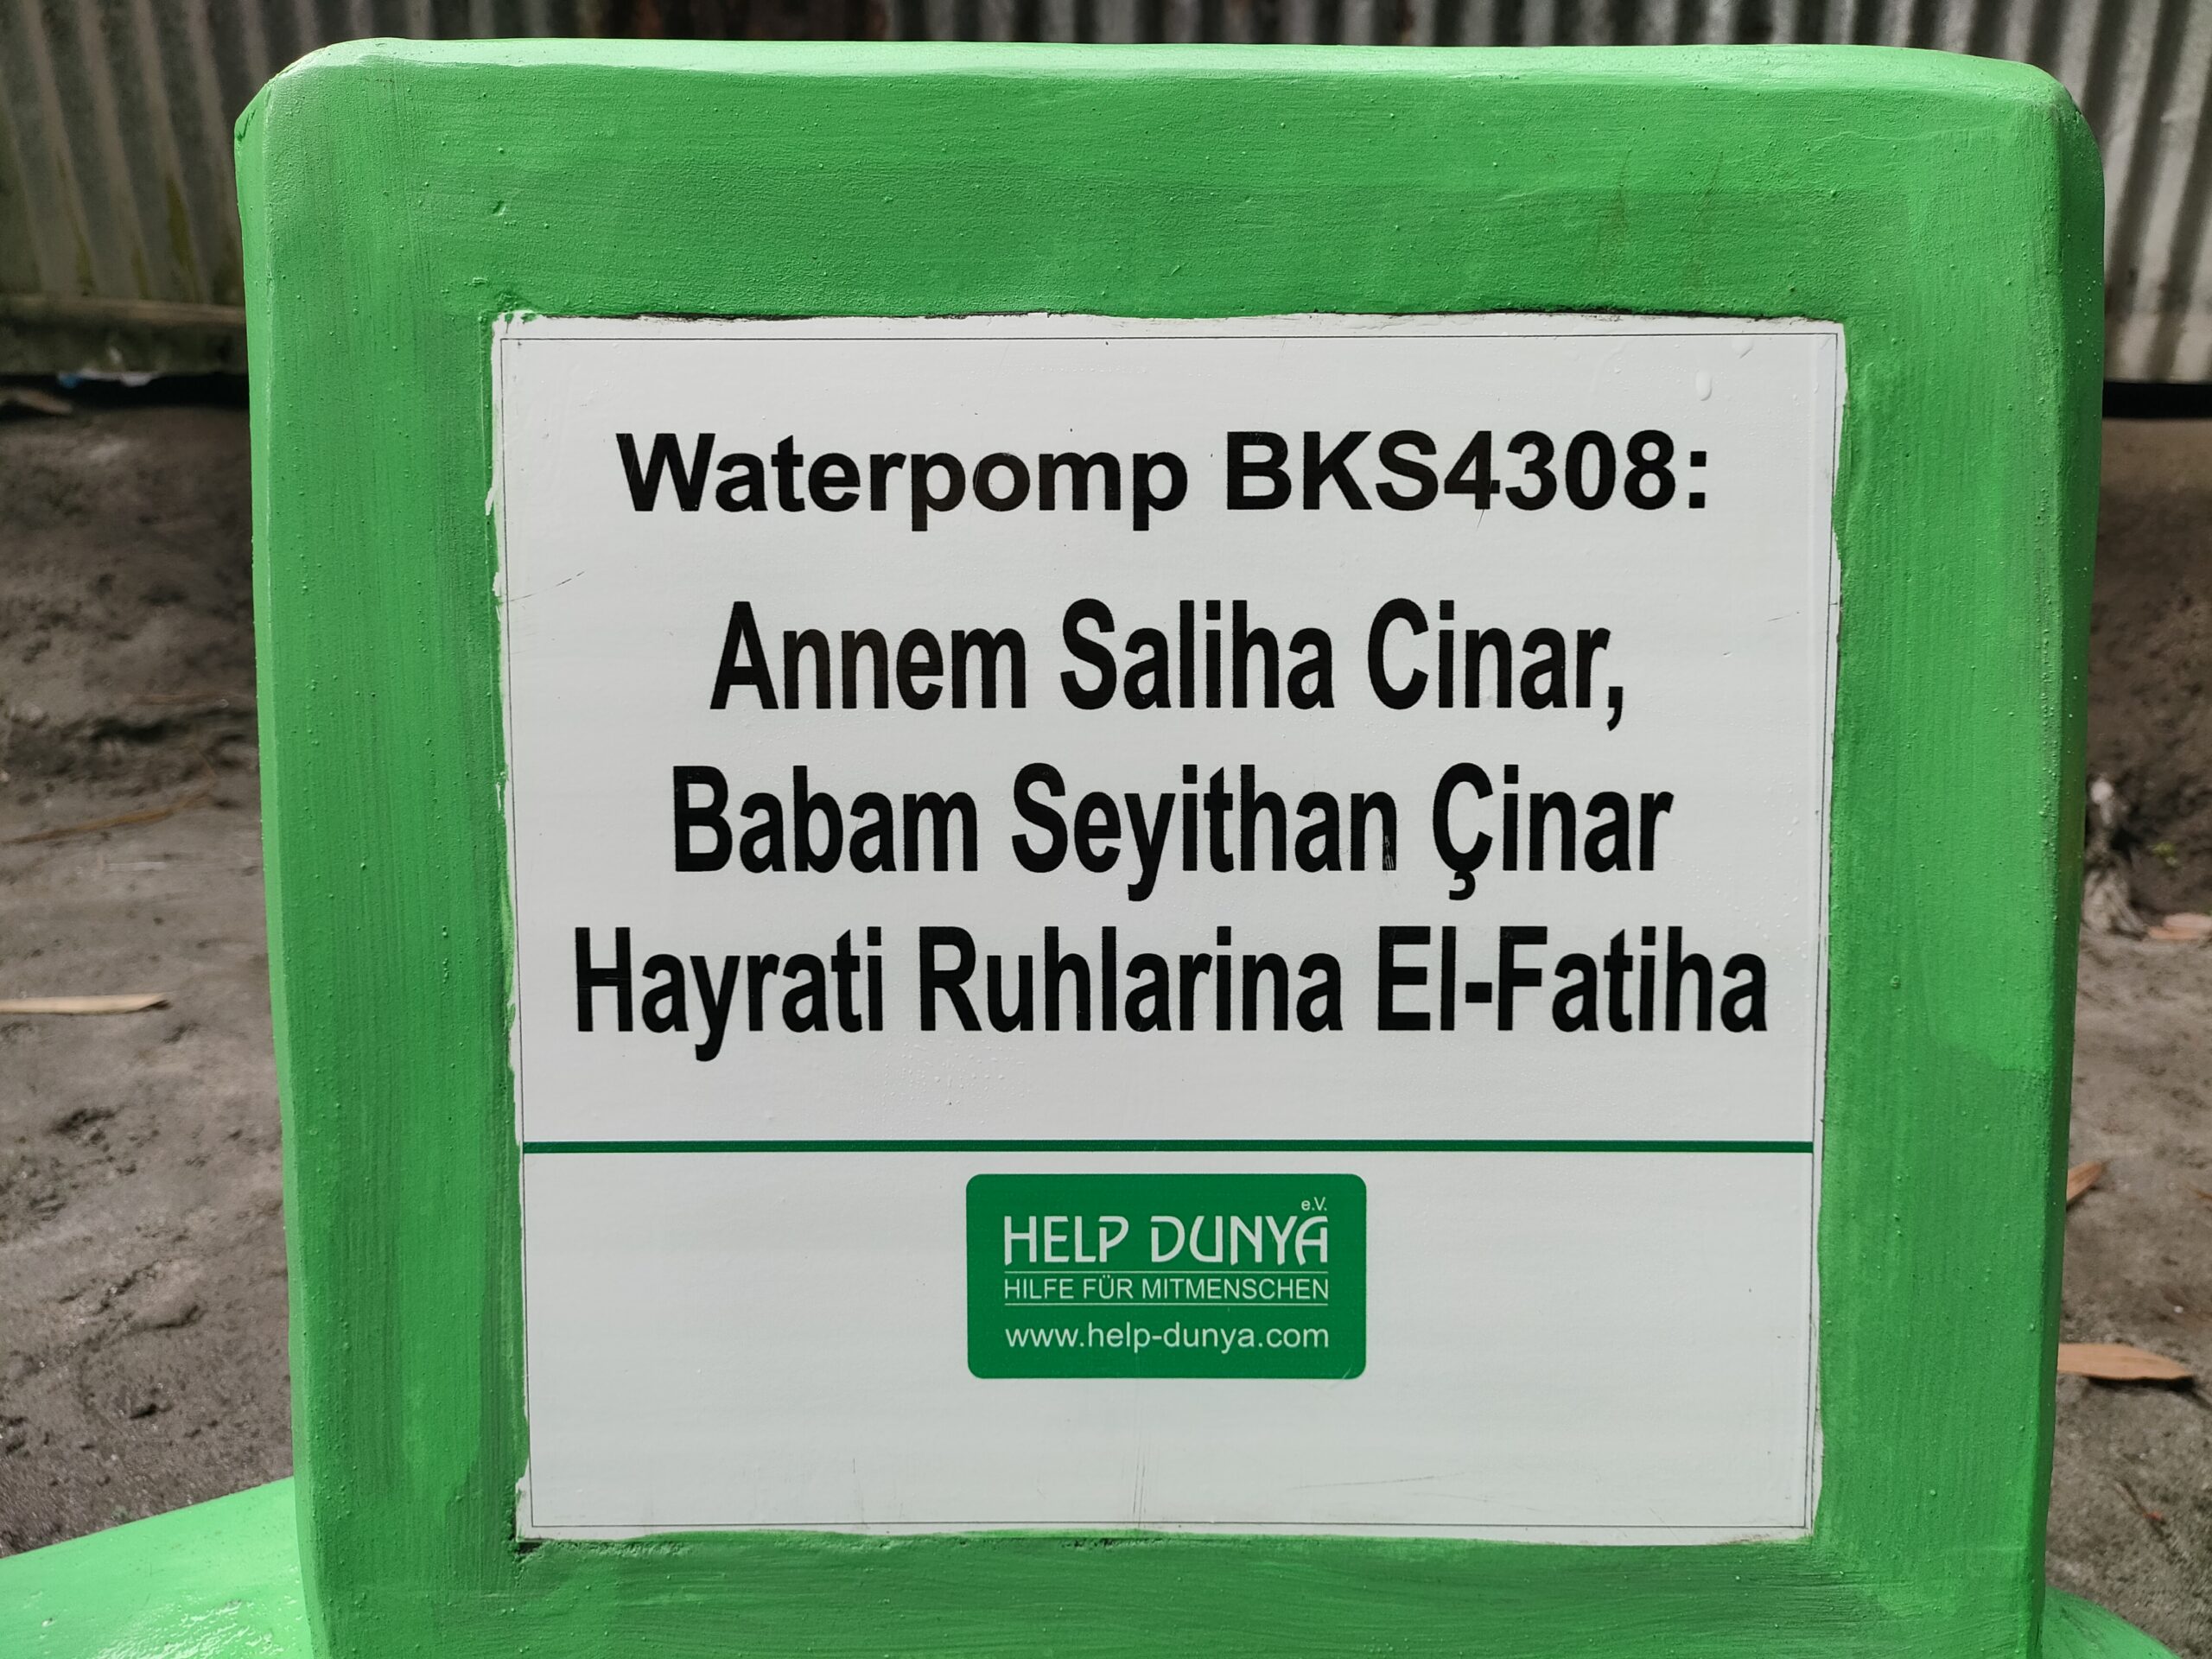 Waterpomp BKS4308:
Annem Saliha Cinar,
Babam Seyithan Çinar
Hayrati Ruhlarina El-Fatiha
e.V.
HELP DUNYA
HILFE FÜR MITMENSCHEN
www.help-dunya.com